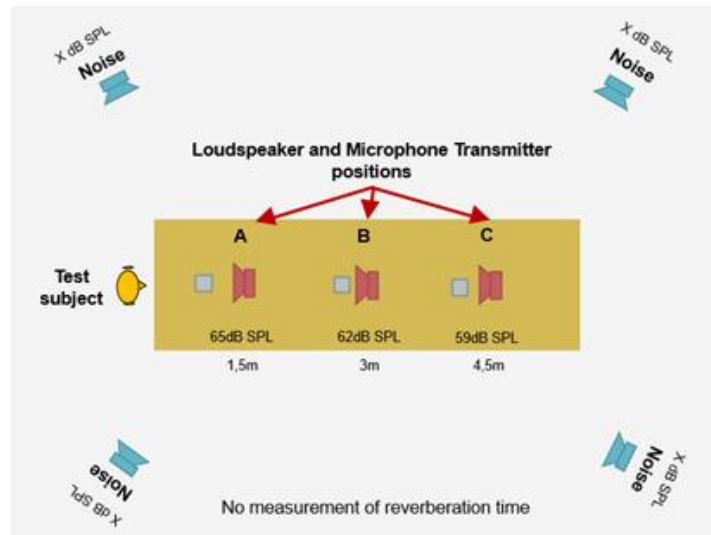 X dB SPL
Noise
X dB SPL
Noise
Loudspeaker and Microphone Transmitter
positions
A
B
C
Test
subject
65dB SPL
62dB SPL
59dB SPL
1,5m
3m
4,5m
Noise
X dB SPL
Noise
X dB SPL
No measurement of reverberation time